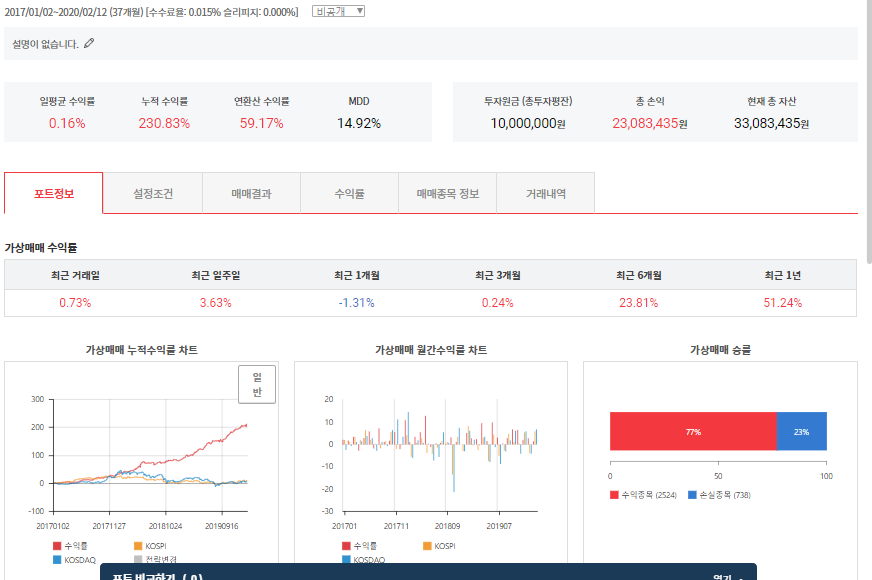 2017/01/02~2020/02/12 (37개월) [수수료율: 0.015% 슬리피지: 0.000%] 비공개
설명이 없습니다.
일평균 수익률 누적 수익률 연환산 수익률 MDD
0.16% 230.83% 59.17% 14.92%
투자원금 (총투자평잔) 총 손익 현재 총 자산
10,000,000원 23,083,435원 33,083,435원
포트정보 설정조건 매매결과 수익률 매매종목 정보 거래내역
가상매매 수익률
최근 거래일 최근 일주일 최근 1개월 최근 3개월 최근 6개월 최근 1년
0.73% 3.63% -1.31% 0.24% 23.81% 51.24%
가상매매 누적수익률 차트
일
반
300
200
100
0
-100
20170102 20171127 20181024 20190916
수익률 KOSPI
KOSDAQ 전략변경
가상매매 월간수익률 차트
20
10
0
-10
-20
-30
201701 201711 201809 201907
수익률 KOSPI
KOSDAQ
가상매매 승률
77% 23%
0 50 100
수익종목 (2524) 손실종목 (738)
포트비교하기 ( 0 )